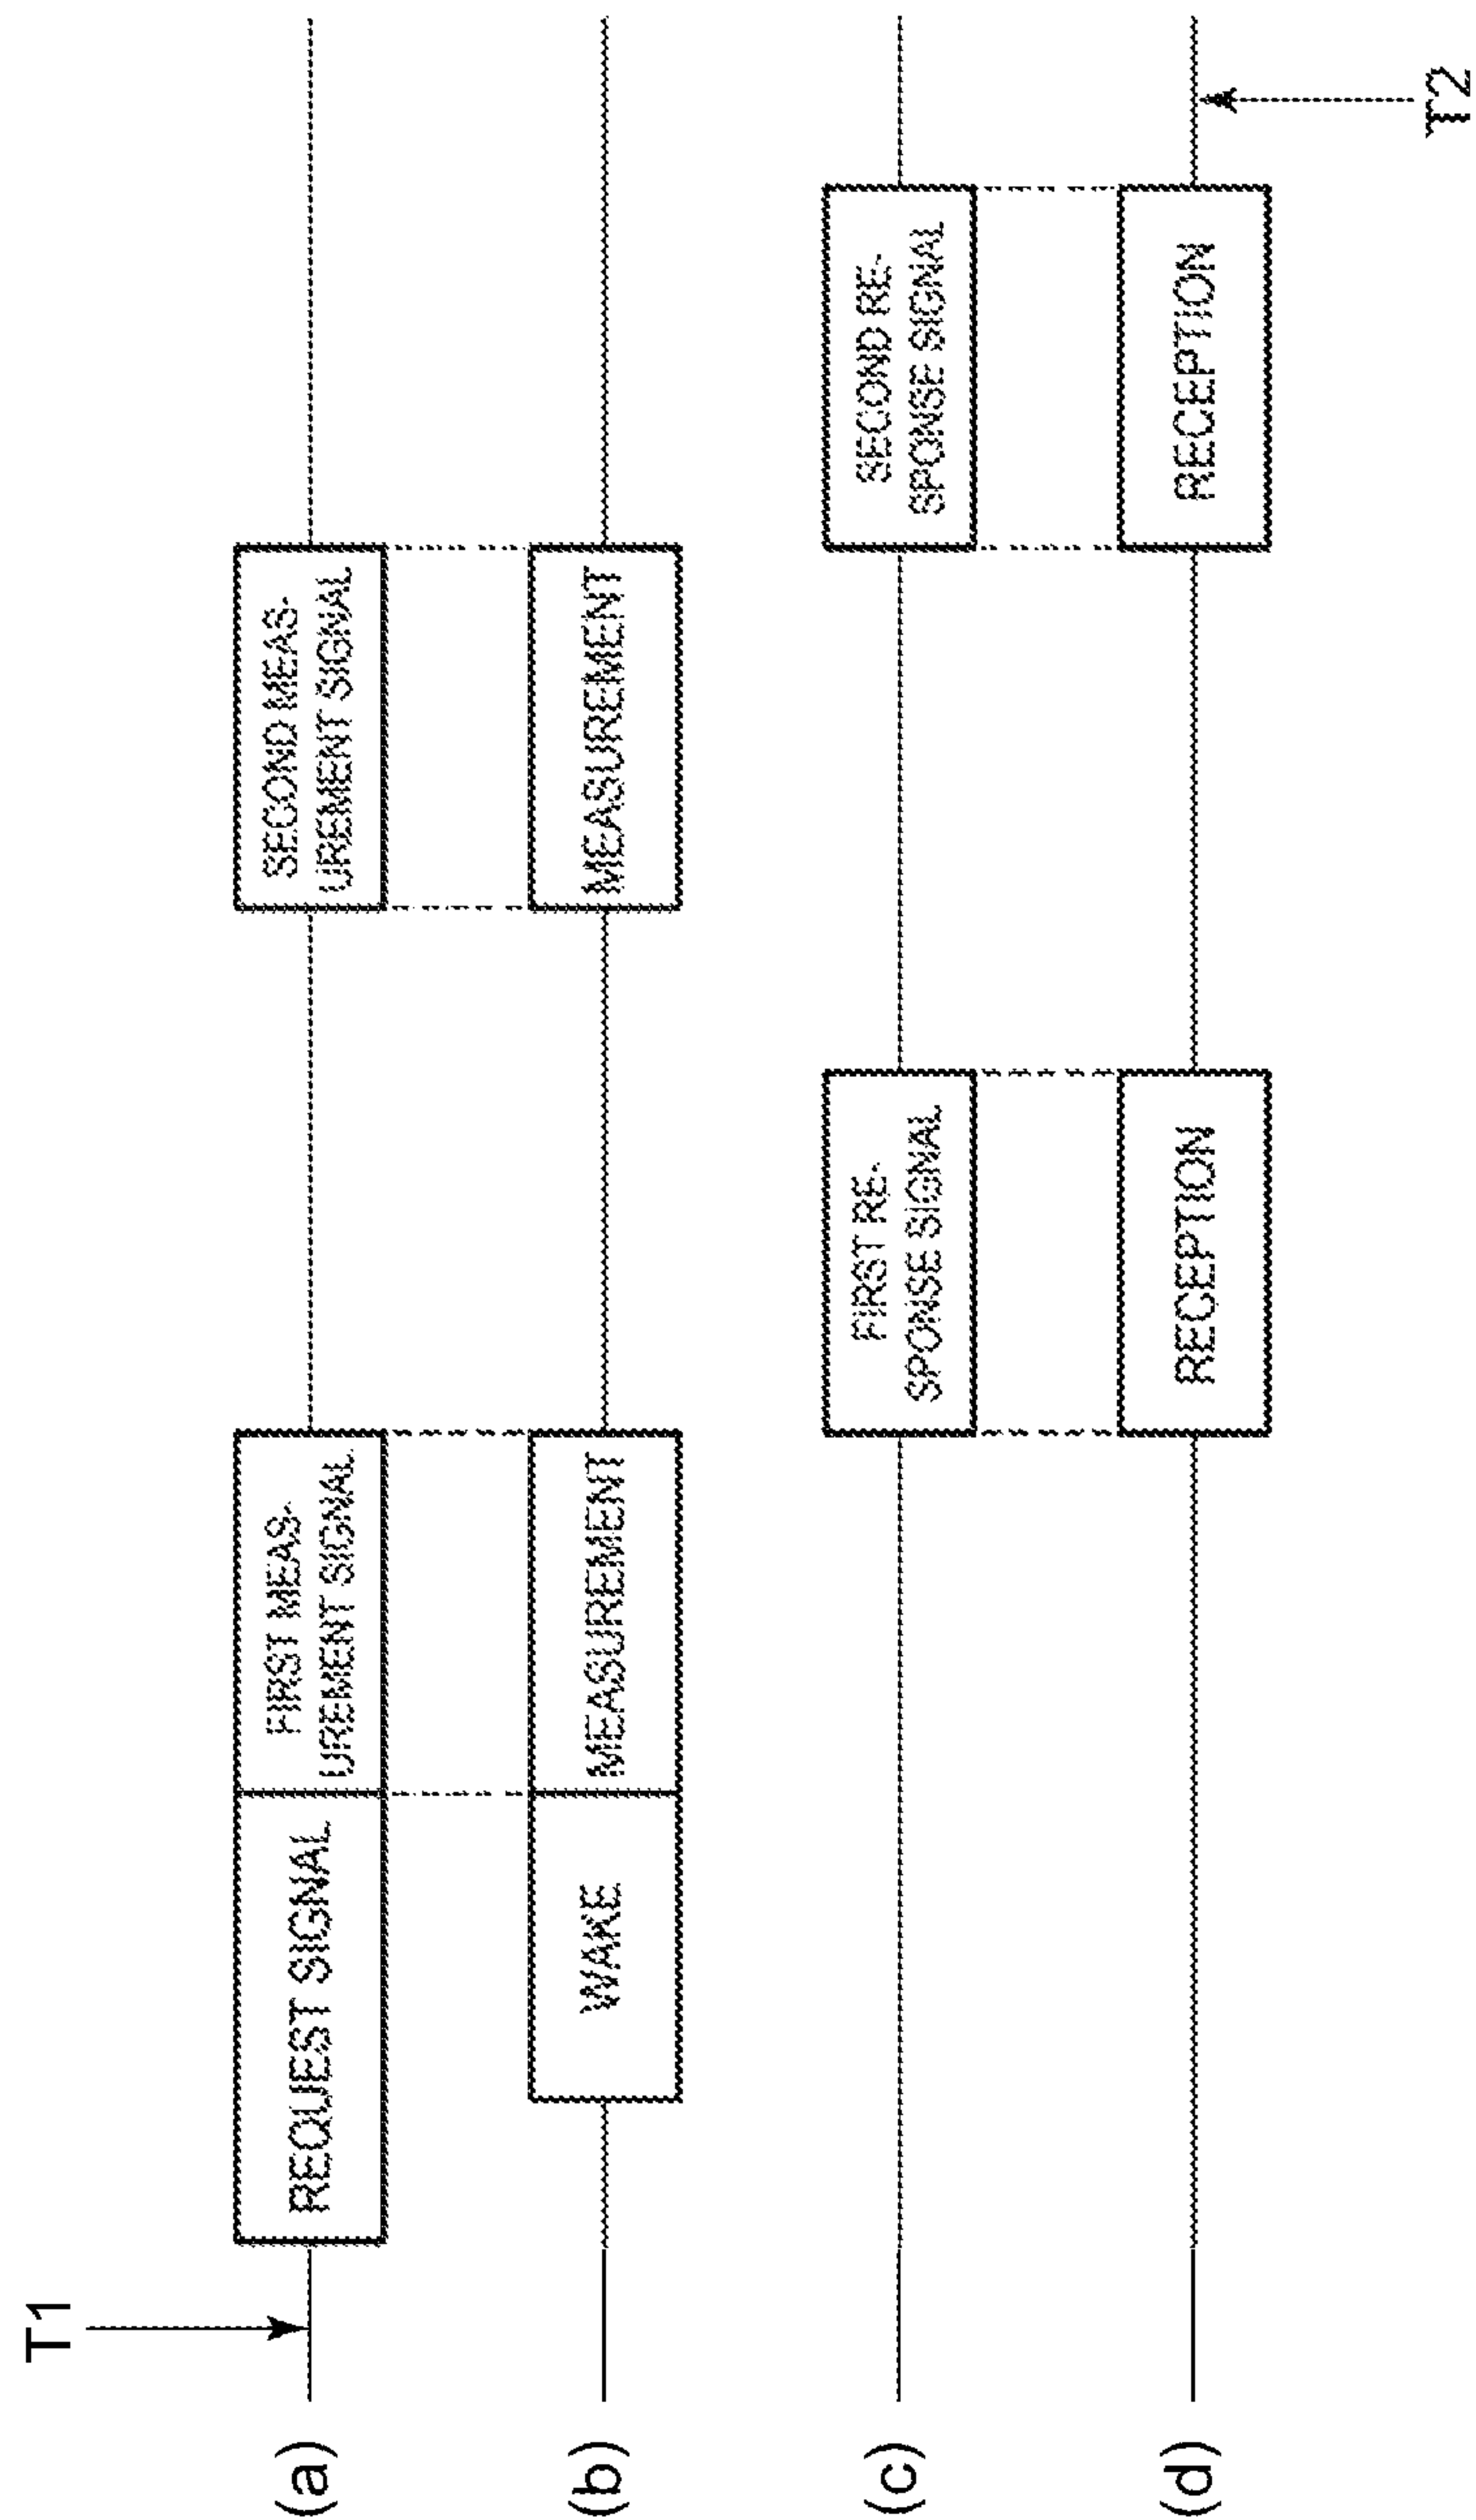 T1
(a)
REQUEST SIGNAL
FIRST MEAS-
UREMENT SIGNAL
SECOND MEAS-
UREMENT SIGNAL
(b)
WAKE
MEASUREMENT
MEASUREMENT
(c)
FIRST RE-
SPONSE SIGNAL
SECOND RE-
SPONSE SIGNAL
(d)
RECEPTION
RECEPTION
T2